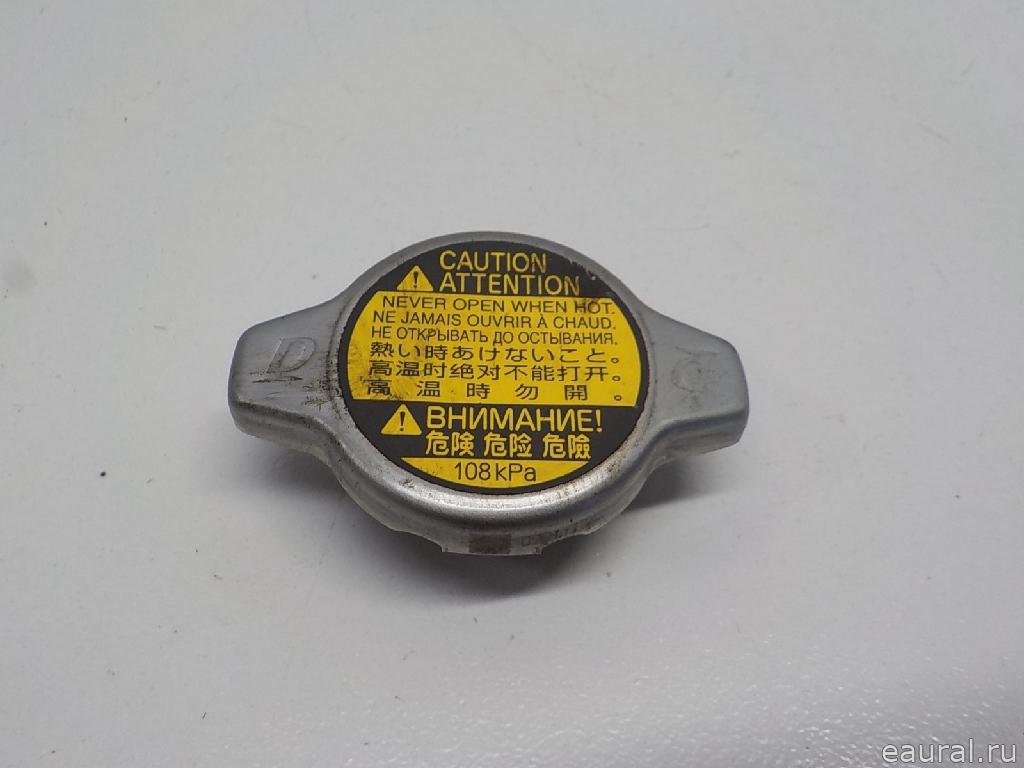 CAUTION
ATTENTION
NEVER OPEN WHEN HOT.
NE JAMAIS OUVRIR À CHAUD.
НЕ ОТКРЫВАТЬ ДО ОСТЫВАНИЯ.
熱い時あけないこと。
高温时绝对不能打开。
高温時勿開。
ВНИМАНИЕ!
危険 危险 危險
108kPa
D
eaural.ru